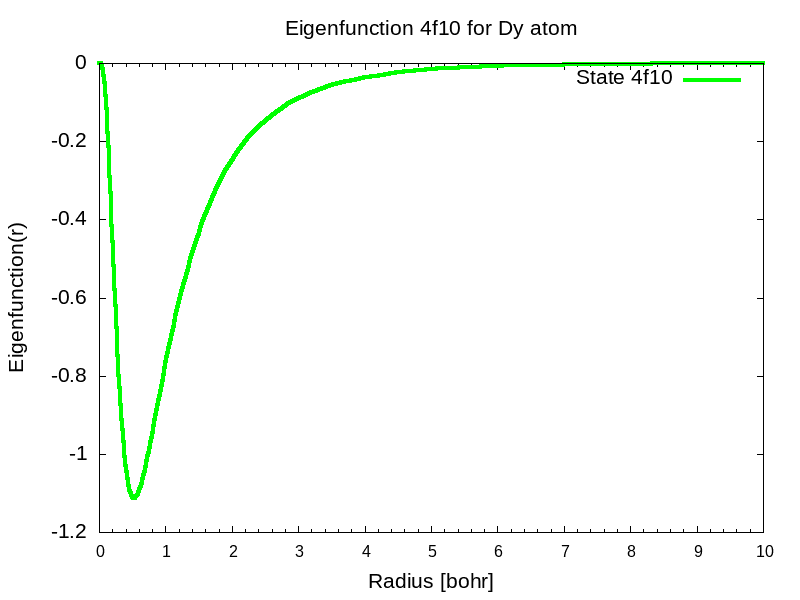 Eigenfunction 4f10 for Dy atom
0
State 4f10
-0.2
-0.4
-0.6
-0.8
-1
-1.2
Eigenfunction(r)
0 1 2 3 4 5 6 7 8 9 10
Radius [bohr]